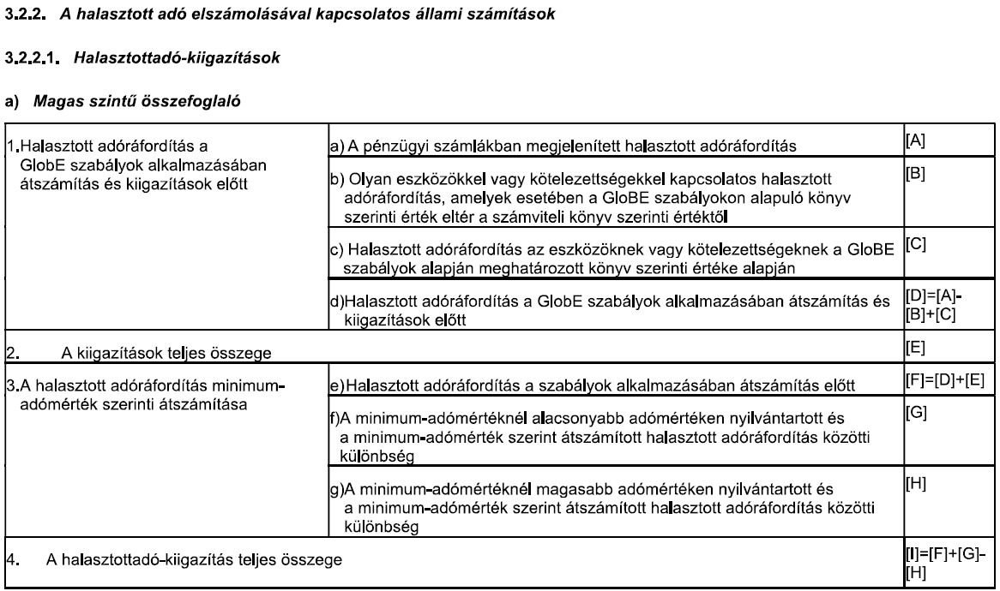 3.2.2. A halasztott adó elszámolásával kapcsolatos állami számítások
3.2.2.1. Halasztottadó-kiigazítások
a) Magas szintű összefoglaló
1.Halasztott adóráfordítás a
GlobE szabályok alkalmazásában
átszámítás és kiigazítások előtt
a) A pénzügyi számlákban megjelenített halasztott adóráfordítás
[A]
b) Olyan eszközökkel vagy kötelezettségekkel kapcsolatos halasztott
adóráfordítás, amelyek esetében a GloBE szabályokon alapuló könyv
szerinti érték eltér a számviteli könyv szerinti értéktől
[B]
c) Halasztott adóráfordítás az eszközöknek vagy kötelezettségeknek a GloBE
szabályok alapján meghatározott könyv szerinti értéke alapján
[C]
d)Halasztott adóráfordítás a GlobE szabályok alkalmazásában átszámítás és
kiigazítások előtt
[D]=[A]-
[B]+[C]
2. A kiigazítások teljes összege
[E]
3.A halasztott adóráfordítás minimum-
adómérték szerinti átszámítása
e)Halasztott adóráfordítás a szabályok alkalmazásában átszámítás előtt
[F]=[D]+[E]
f)A minimum-adómértéknél alacsonyabb adómértéken nyilvántartott és
a minimum-adómérték szerint átszámított halasztott adóráfordítás közötti
különbség
[G]
g)A minimum-adómértéknél magasabb adómértéken nyilvántartott és
a minimum-adómérték szerint átszámított halasztott adóráfordítás közötti
különbség
[H]
4. A halasztottadó-kiigazítás teljes összege
[I]=[F]+[G]-
[H]